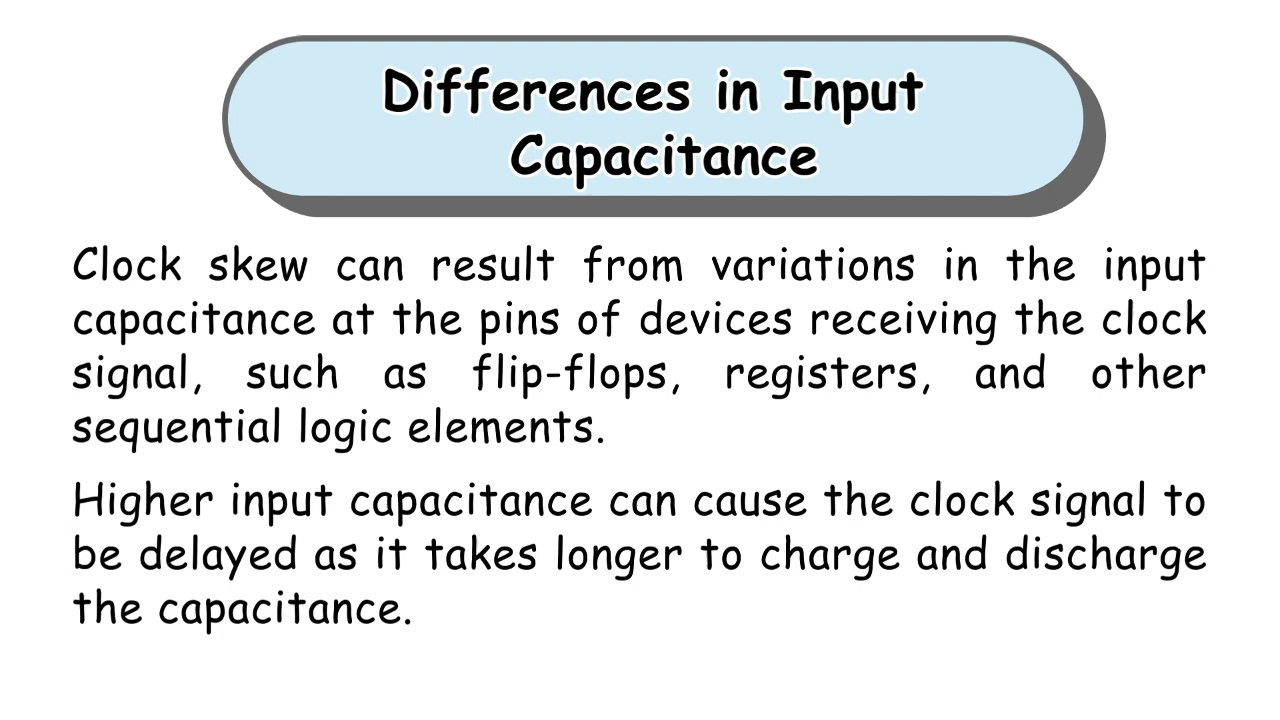 Differences in Input
Capacitance
Clock skew can result from variations in the input
capacitance at the pins of devices receiving the clock
signal, such as flip-flops, registers, and other
sequential logic elements.
Higher input capacitance can cause the clock signal to
be delayed as it takes longer to charge and discharge
the capacitance.